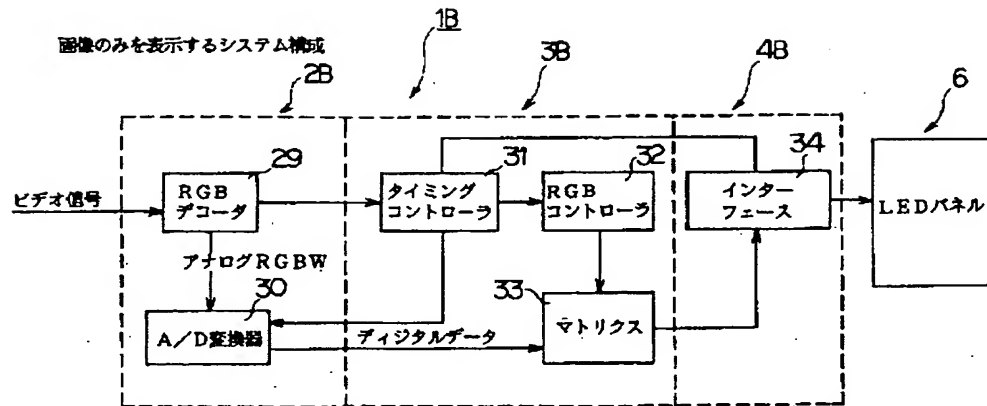 画像のみを表示するシステム構成
1B
2B
3B
4B
6
29
RGB
デコーダ
31
タイミング
コントローラ
32
RGB
コントローラ
34
インター
フェース
LEDパネル
ビデオ信号
アナログRGBW
30
A/D変換器
ディジタルデータ
33
マトリクス